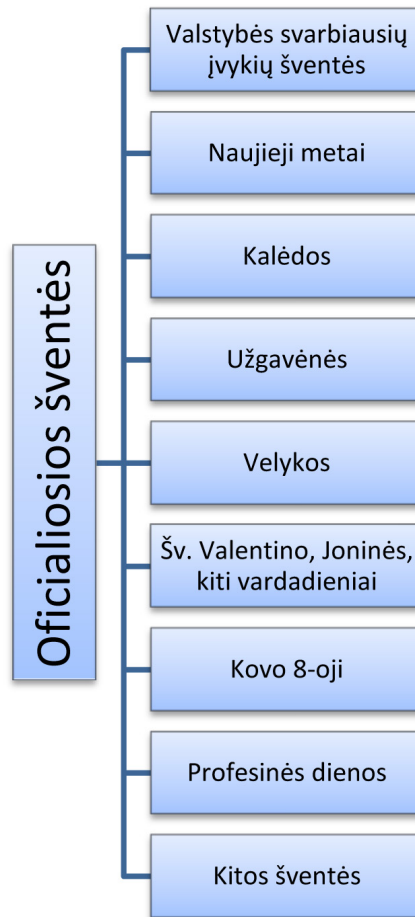 Oficialiosios šventės
Valstybės svarbiausių
įvykių šventės
Naujieji metai
Kalėdos
Užgavėnės
Velykos
Šv. Valentino, Joninės,
kiti vardadieniai
Kovo 8-oji
Profesinės dienos
Kitos šventės